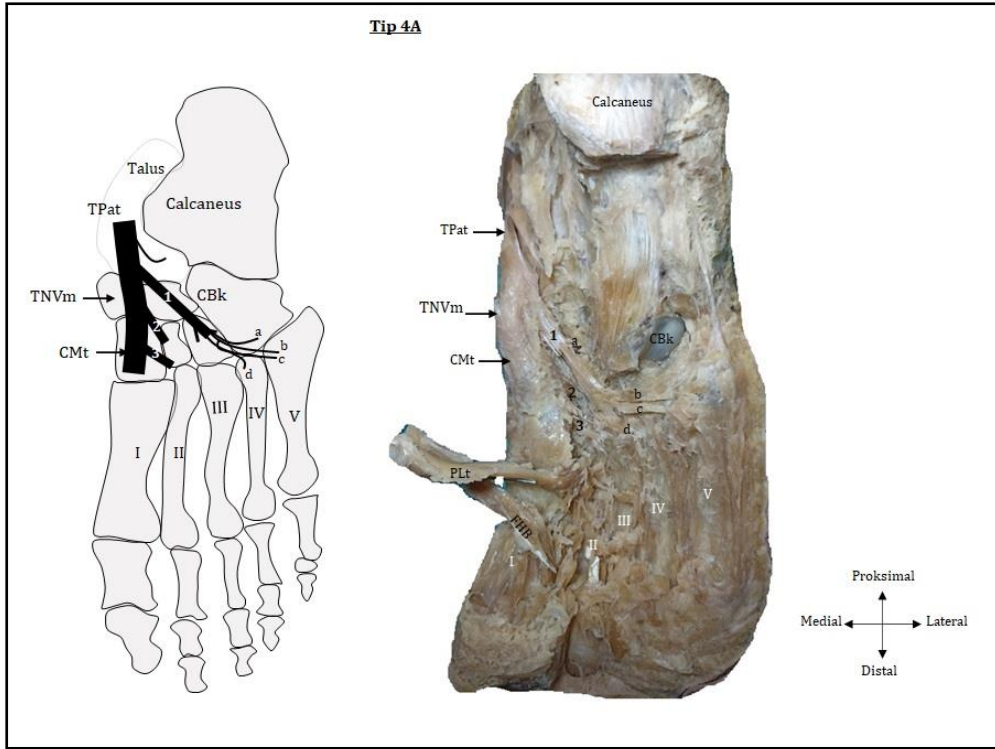 Tip 4A
Talus
Calcaneus
TPat
TNVm
CBk
CMt
1
2
3
a
b
c
d
I
II
III
IV
V
Calcaneus
TPat
TNVm
CMt
CBk
1
2
3
a
b
c
d
PLt
FHB
I
II
III
IV
V
Proksimal
Medial
Lateral
Distal